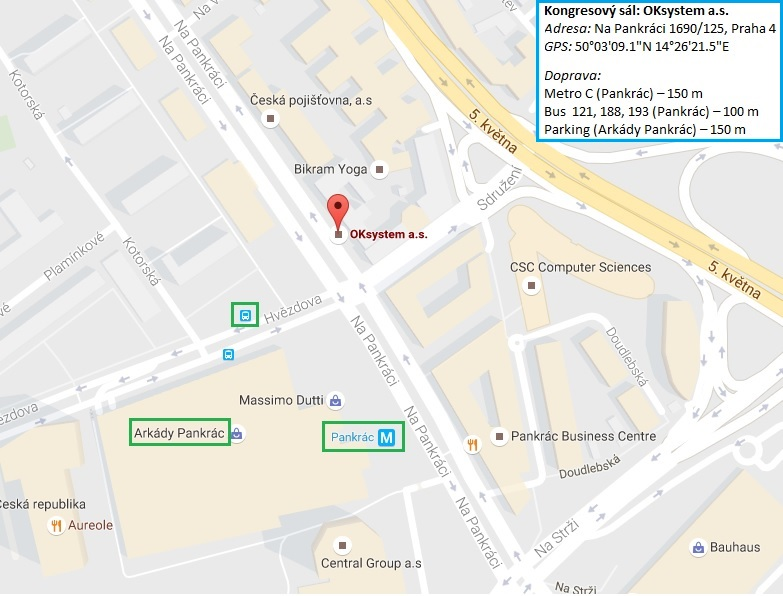 Kongresový sál: OKsystem a.s.
Adresa: Na Pankráci 1690/125, Praha 4
GPS: 50°03'09.1"N 14°26'21.5"E
Doprava:
Metro C (Pankrác) – 150 m
Bus 121, 188, 193 (Pankrác) – 100 m
Parking (Arkády Pankrác) – 150 m
Na Pankráci
Na Pankráci
Kotorská
Česká pojišťovna, a.s
5. května
Bikram Yoga
Sdružení
OKsystem a.s.
Plamínkové
Kotorská
CSC Computer Sciences
5. května
Hvězdova
Na Pankráci
Doudlebská
Massimo Dutti
Hvězdova
Arkády Pankrác
Pankrác M
Na Pankráci
Pankrác Business Centre
Doudlebská
Česká republika
Aureole
Na Pankráci
Na Strži
Bauhaus
Central Group a.s
Na Strži